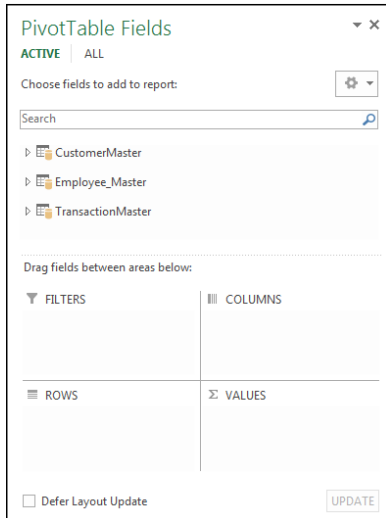 PivotTable Fields
ACTIVE ALL
Choose fields to add to report:
Search
CustomerMaster
Employee_Master
TransactionMaster
Drag fields between areas below:
FILTERS COLUMNS
ROWS Σ VALUES
Defer Layout Update UPDATE